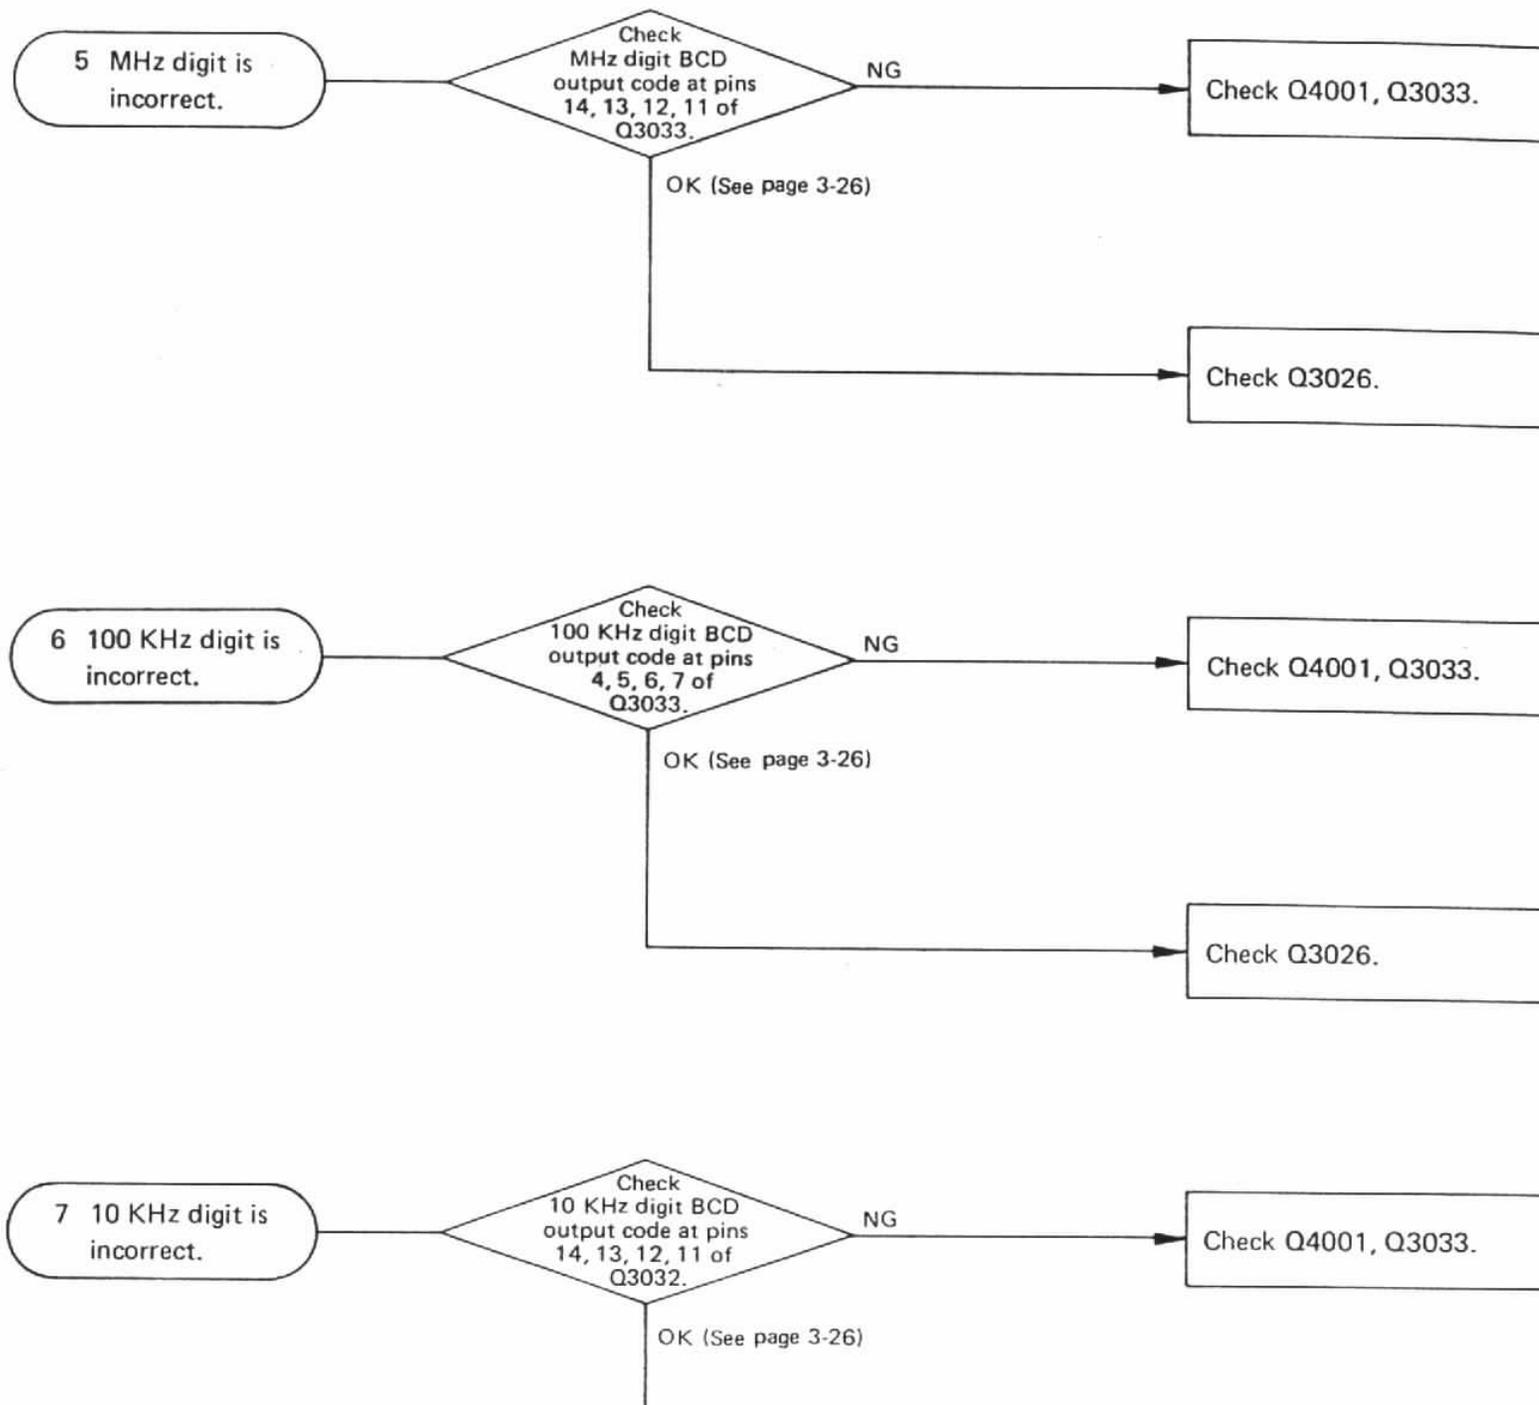 5 MHz digit is
incorrect.
Check
MHz digit BCD
output code at pins
14, 13, 12, 11 of
Q3033.
NG
Check Q4001, Q3033.
OK (See page 3-26)
Check Q3026.
6 100 KHz digit is
incorrect.
Check
100 KHz digit BCD
output code at pins
4, 5, 6, 7 of
Q3033.
NG
Check Q4001, Q3033.
OK (See page 3-26)
Check Q3026.
7 10 KHz digit is
incorrect.
Check
10 KHz digit BCD
output code at pins
14, 13, 12, 11 of
Q3032.
NG
Check Q4001, Q3033.
OK (See page 3-26)